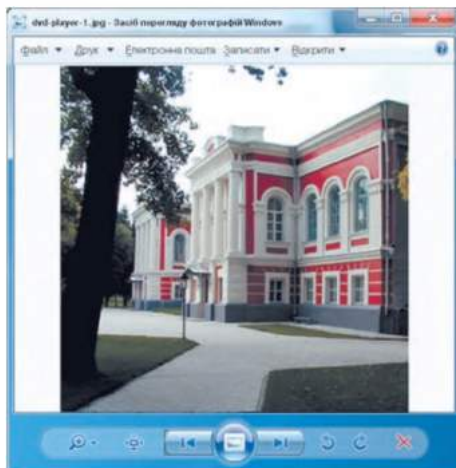 dvd-player-1.jpg - Засіб перегляду фотографій Windows
Файл Друк Електронна пошта Записати Відкрити